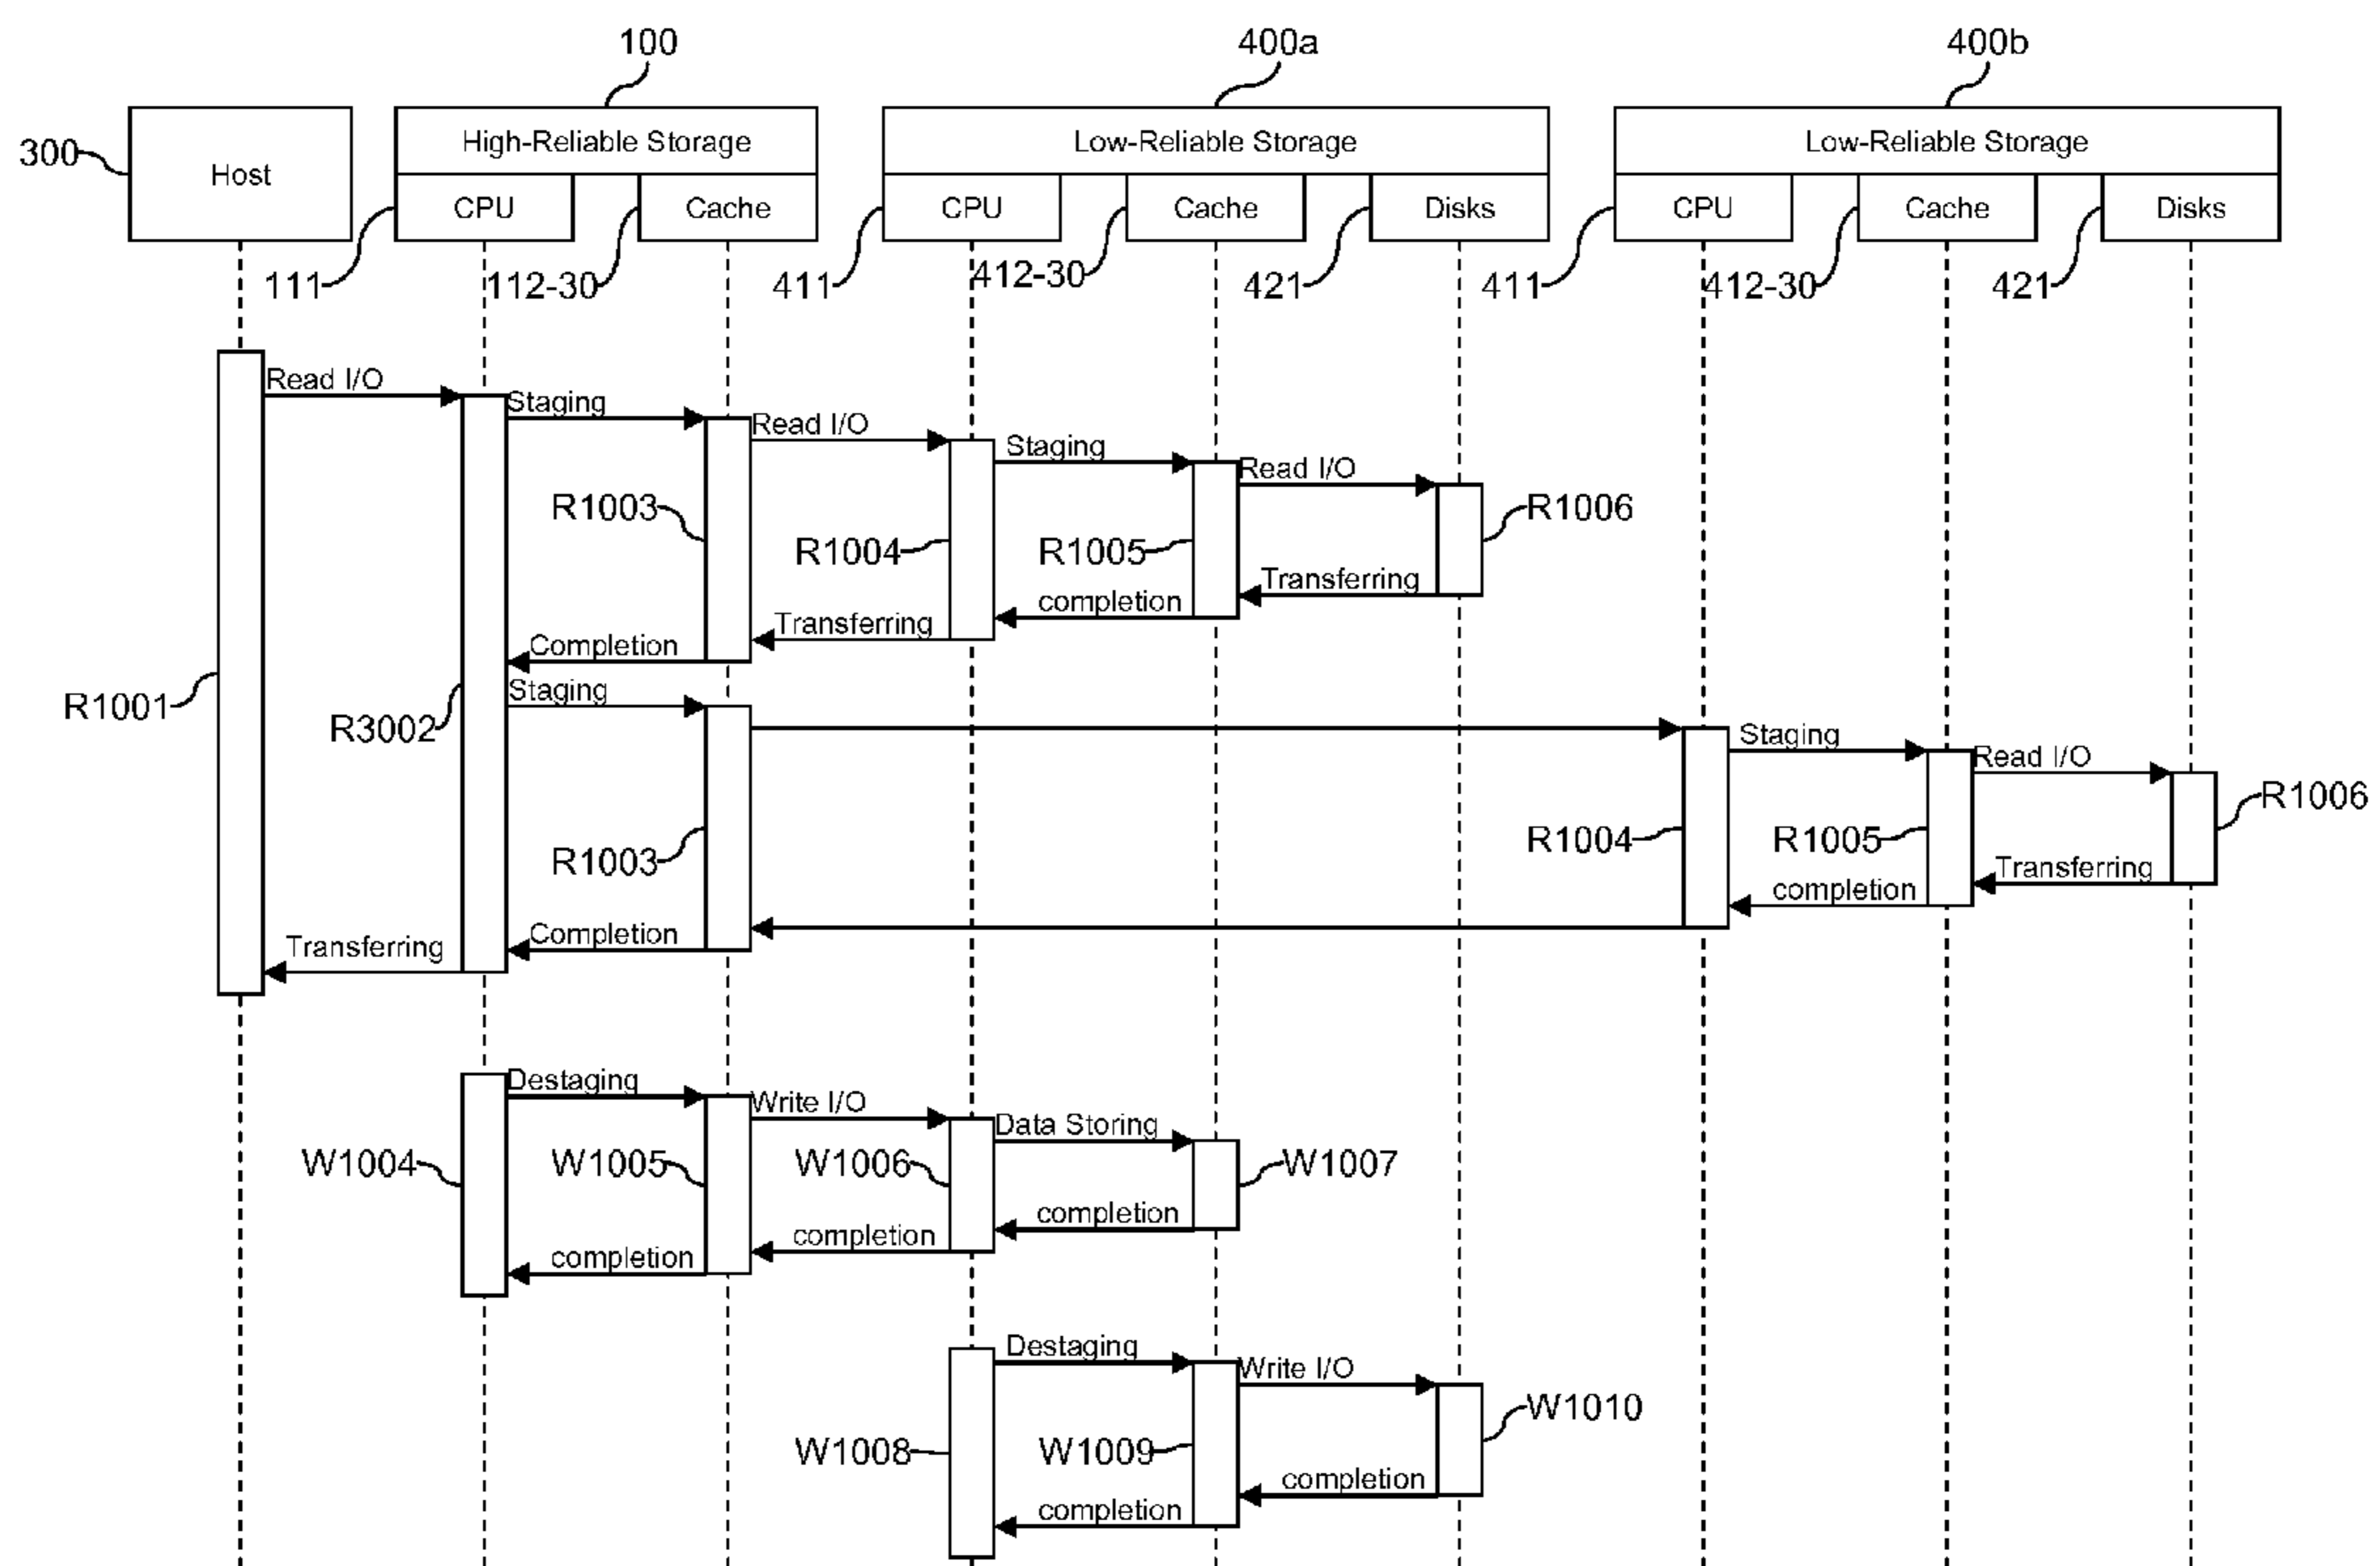 100
400a
400b
300
Host
High-Reliable Storage
Low-Reliable Storage
Low-Reliable Storage
CPU
Cache
CPU
Cache
Disks
CPU
Cache
Disks
111
112-30
411
412-30
421
411
412-30
421
Read I/O
Staging
Read I/O
Staging
Read I/O
R1003
R1004
R1005
R1006
Transferring
completion
Transferring
Completion
R1001
R3002
Staging
Staging
Read I/O
R1003
R1004
R1005
R1006
Transferring
completion
Completion
Transferring
Destaging
Write I/O
Data Storing
W1004
W1005
W1006
W1007
completion
completion
completion
Destaging
Write I/O
W1008
W1009
W1010
completion
completion